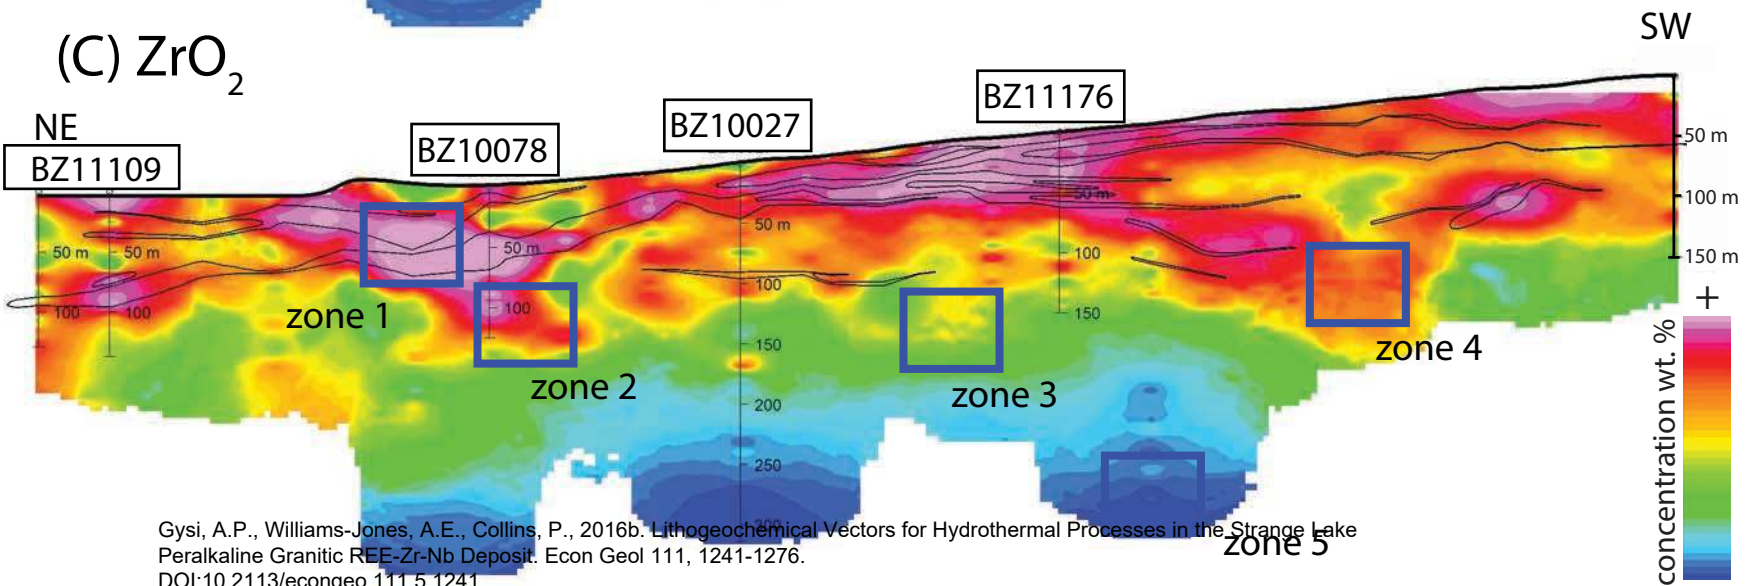 (C) ZrO2
SW
NE
BZ11109
BZ10078
BZ10027
BZ11176
50 m
100 m
150 m
+
concentration wt. %
50 m
100
50 m
100
50 m
100
50 m
100
150
200
250
50 m
100
150
zone 1
zone 2
zone 3
zone 4
zone 5
Gysi, A.P., Williams-Jones, A.E., Collins, P., 2016b. Lithogeochemical Vectors for Hydrothermal Processes in the Strange Lake
Peralkaline Granitic REE-Zr-Nb Deposit. Econ Geol 111, 1241-1276.
DOI:10.2113/econgeo.111.5.1241